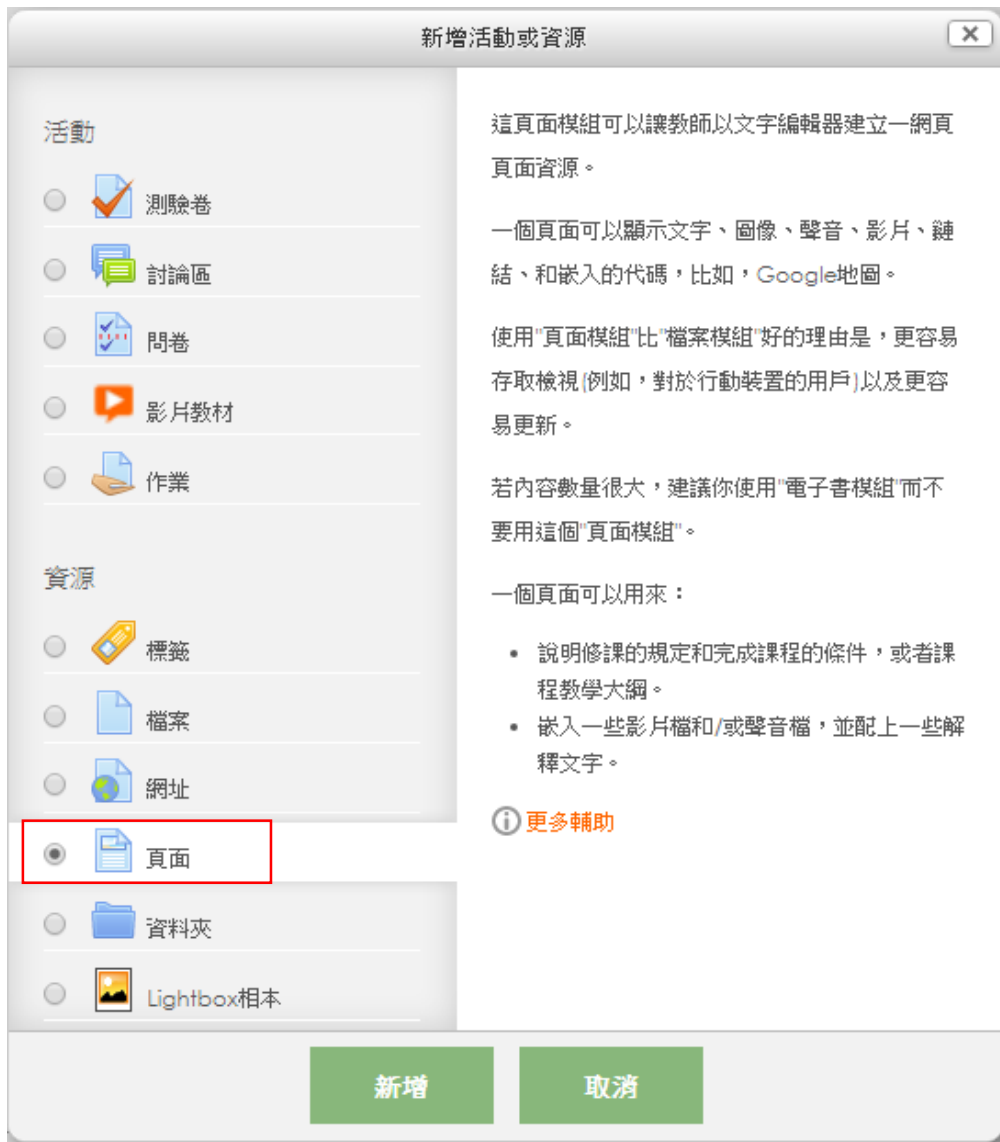 新增活動或資源
活動
測驗卷
討論區
問卷
影片教材
作業
資源
標籤
檔案
網址
頁面
資料夾
Lightbox相本
這頁面模組可以讓教師以文字編輯器建立一網頁
頁面資源。
一個頁面可以顯示文字、圖像、聲音、影片、鏈
結、和嵌入的代碼，比如，Google地圖。
使用"頁面模組"比"檔案模組"好的理由是，更容易
存取檢視(例如，對於行動裝置的用戶)以及更容
易更新。
若內容數量很大，建議你使用"電子書模組"而不
要用這個"頁面模組"。
一個頁面可以用來：
• 說明修課的規定和完成課程的條件，或者課
程教學大綱。
• 嵌入一些影片檔和/或聲音檔，並配上一些解
釋文字。
更多輔助
新增
取消